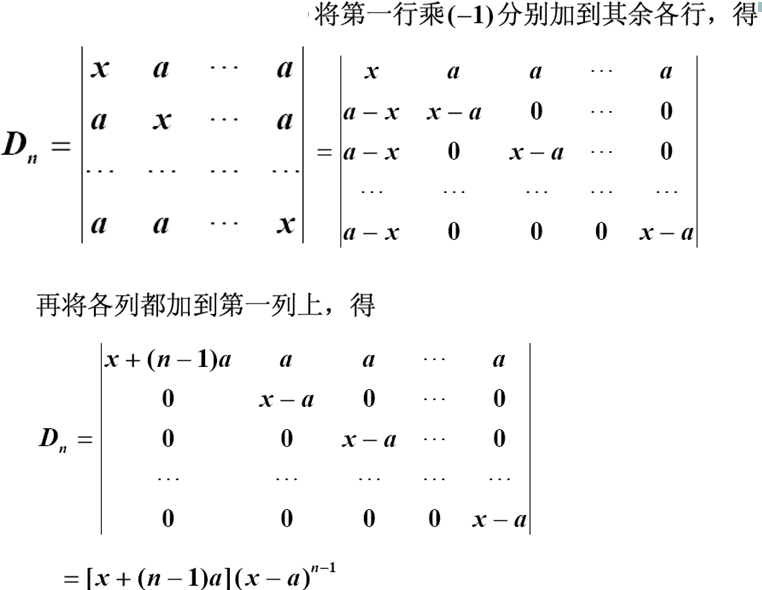 将第一行乘(−1)分别加到其余各行，得
D_n =
x a ⋯ a
a x ⋯ a
⋯ ⋯ ⋯ ⋯
a a ⋯ x
=
x a a ⋯ a
a − x x − a 0 ⋯ 0
a − x 0 x − a ⋯ 0
⋯ ⋯ ⋯ ⋯ ⋯
a − x 0 0 0 x − a
再将各列都加到第一列上，得
D_n =
x + (n − 1)a a a ⋯ a
0 x − a 0 ⋯ 0
0 0 x − a ⋯ 0
⋯ ⋯ ⋯ ⋯ ⋯
0 0 0 0 x − a
= [x + (n − 1)a](x − a)^{n−1}